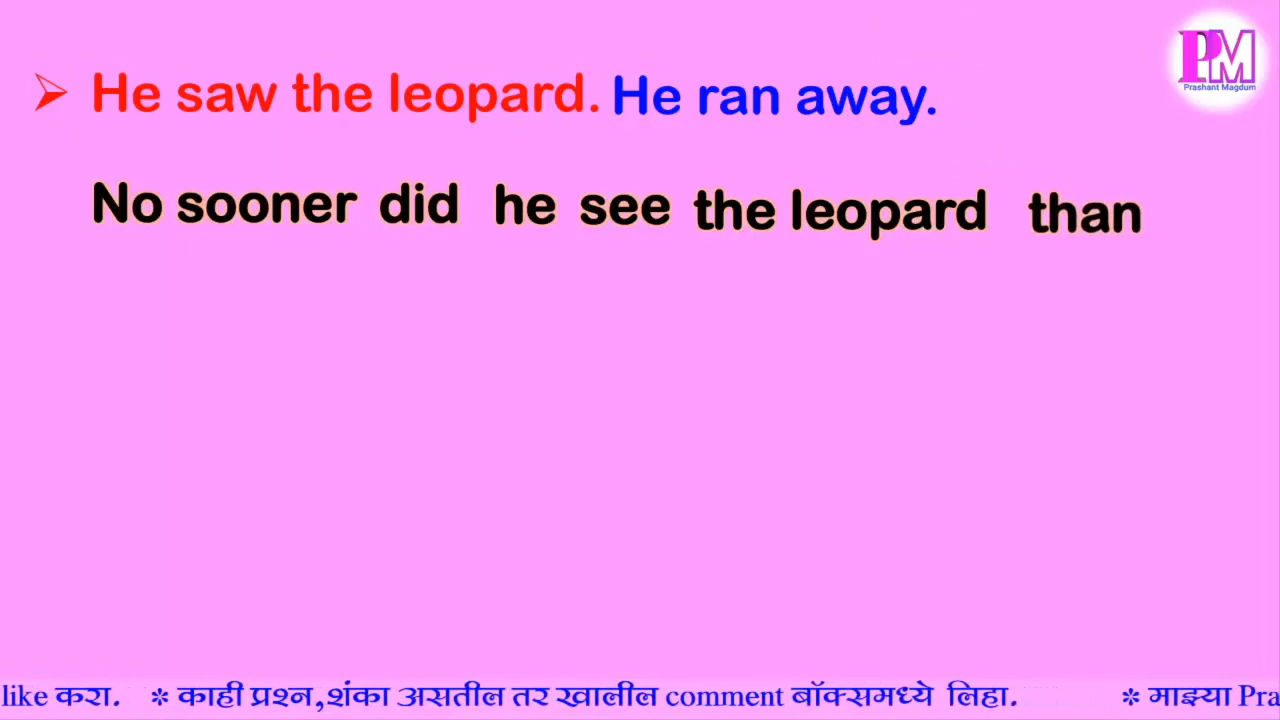 PM
Prashant Magdum
➢ He saw the leopard. He ran away.
No sooner did he see the leopard than
like करा. ✼ काही प्रश्न,शंका असतील तर खालील comment बॉक्समध्ये लिहा. ✼ माझ्या Pra